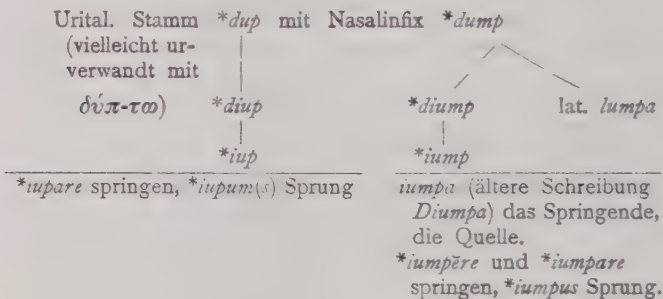 Urital. Stamm *dup mit Nasalinfix *dump
(vielleicht ur-
verwandt mit
δύπ-τω) *diup *diump lat. lumpa
*iup *iump
*iupare springen, *iupum(s) Sprung
iumpa (ältere Schreibung
Diumpa) das Springende,
die Quelle.
*iumpĕre und *iumpare
springen, *iumpus Sprung.